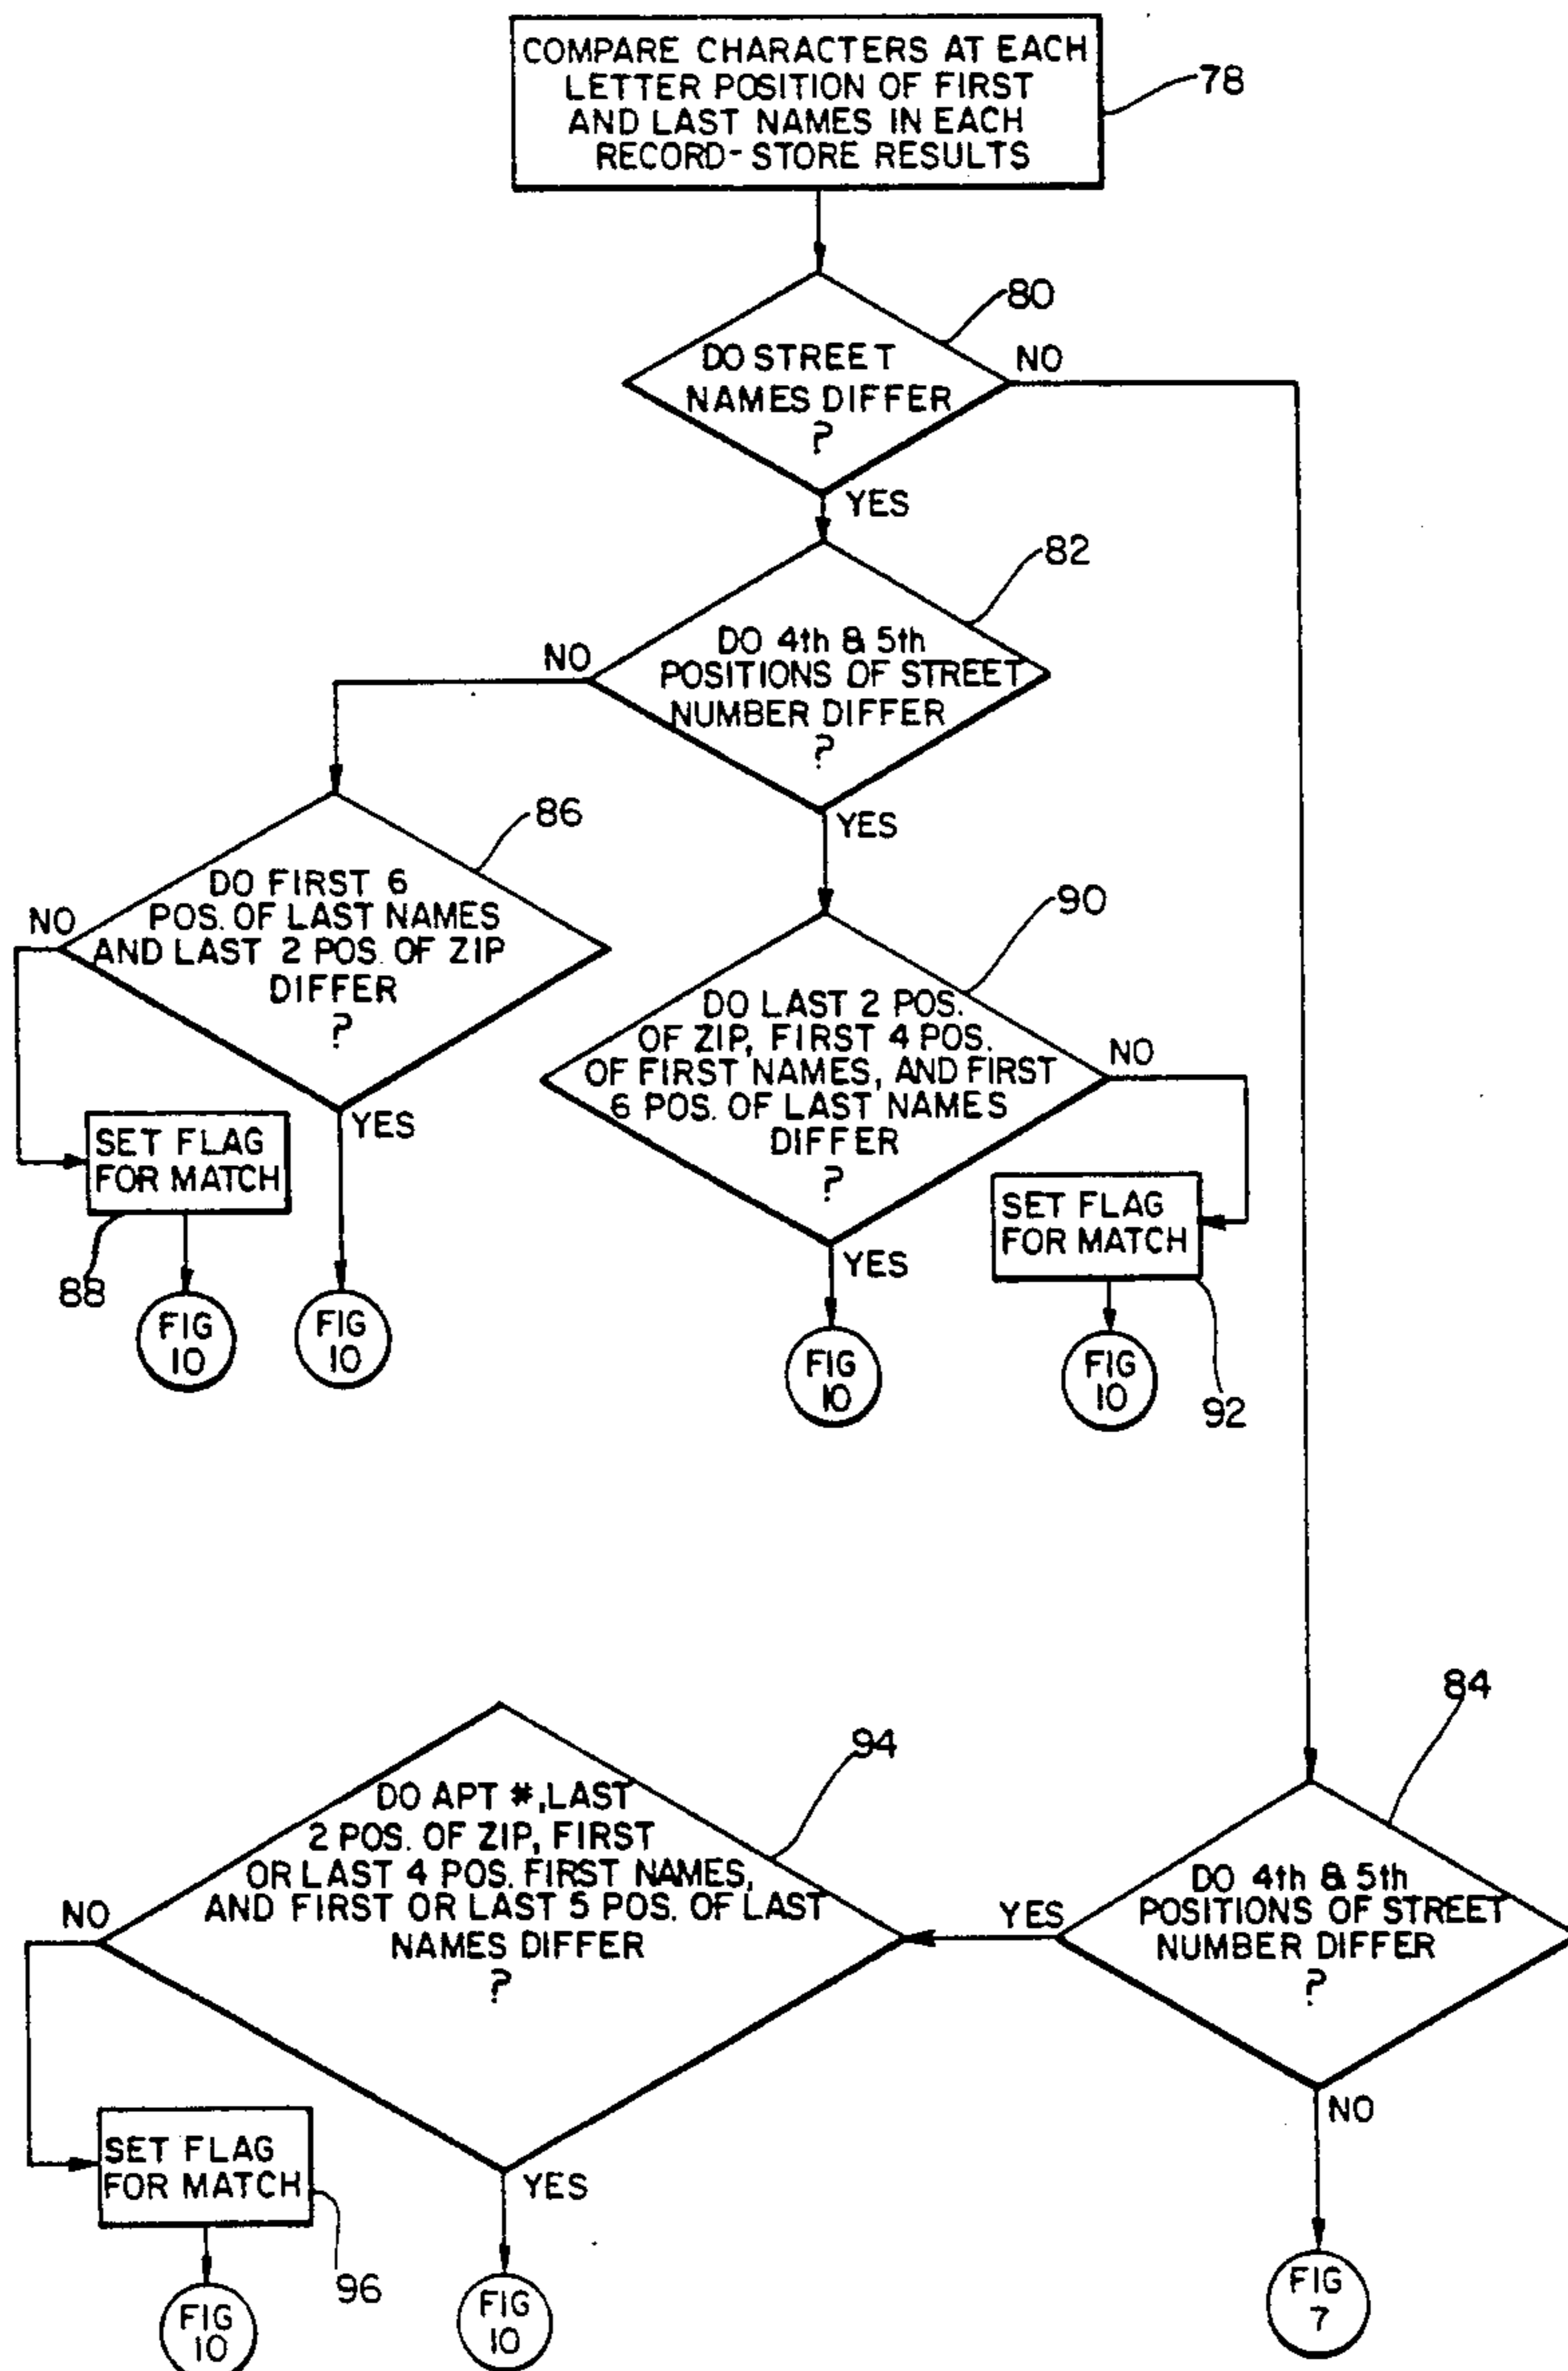 COMPARE CHARACTERS AT EACH
LETTER POSITION OF FIRST
AND LAST NAMES IN EACH
RECORD-STORE RESULTS
78
80
DO STREET
NAMES DIFFER
?
NO
YES
82
DO 4th & 5th
POSITIONS OF STREET
NUMBER DIFFER
?
NO
YES
86
DO FIRST 6
POS. OF LAST NAMES
AND LAST 2 POS. OF ZIP
DIFFER
?
NO
YES
90
DO LAST 2 POS.
OF ZIP, FIRST 4 POS.
OF FIRST NAMES, AND FIRST
6 POS. OF LAST NAMES
DIFFER
?
NO
YES
SET FLAG
FOR MATCH
88
FIG
10
FIG
10
SET FLAG
FOR MATCH
92
FIG
10
FIG
10
84
DO 4th & 5th
POSITIONS OF STREET
NUMBER DIFFER
?
YES
NO
94
DO APT #, LAST
2 POS. OF ZIP, FIRST
OR LAST 4 POS. FIRST NAMES,
AND FIRST OR LAST 5 POS. OF LAST
NAMES DIFFER
?
NO
YES
SET FLAG
FOR MATCH
96
FIG
10
FIG
10
FIG
7